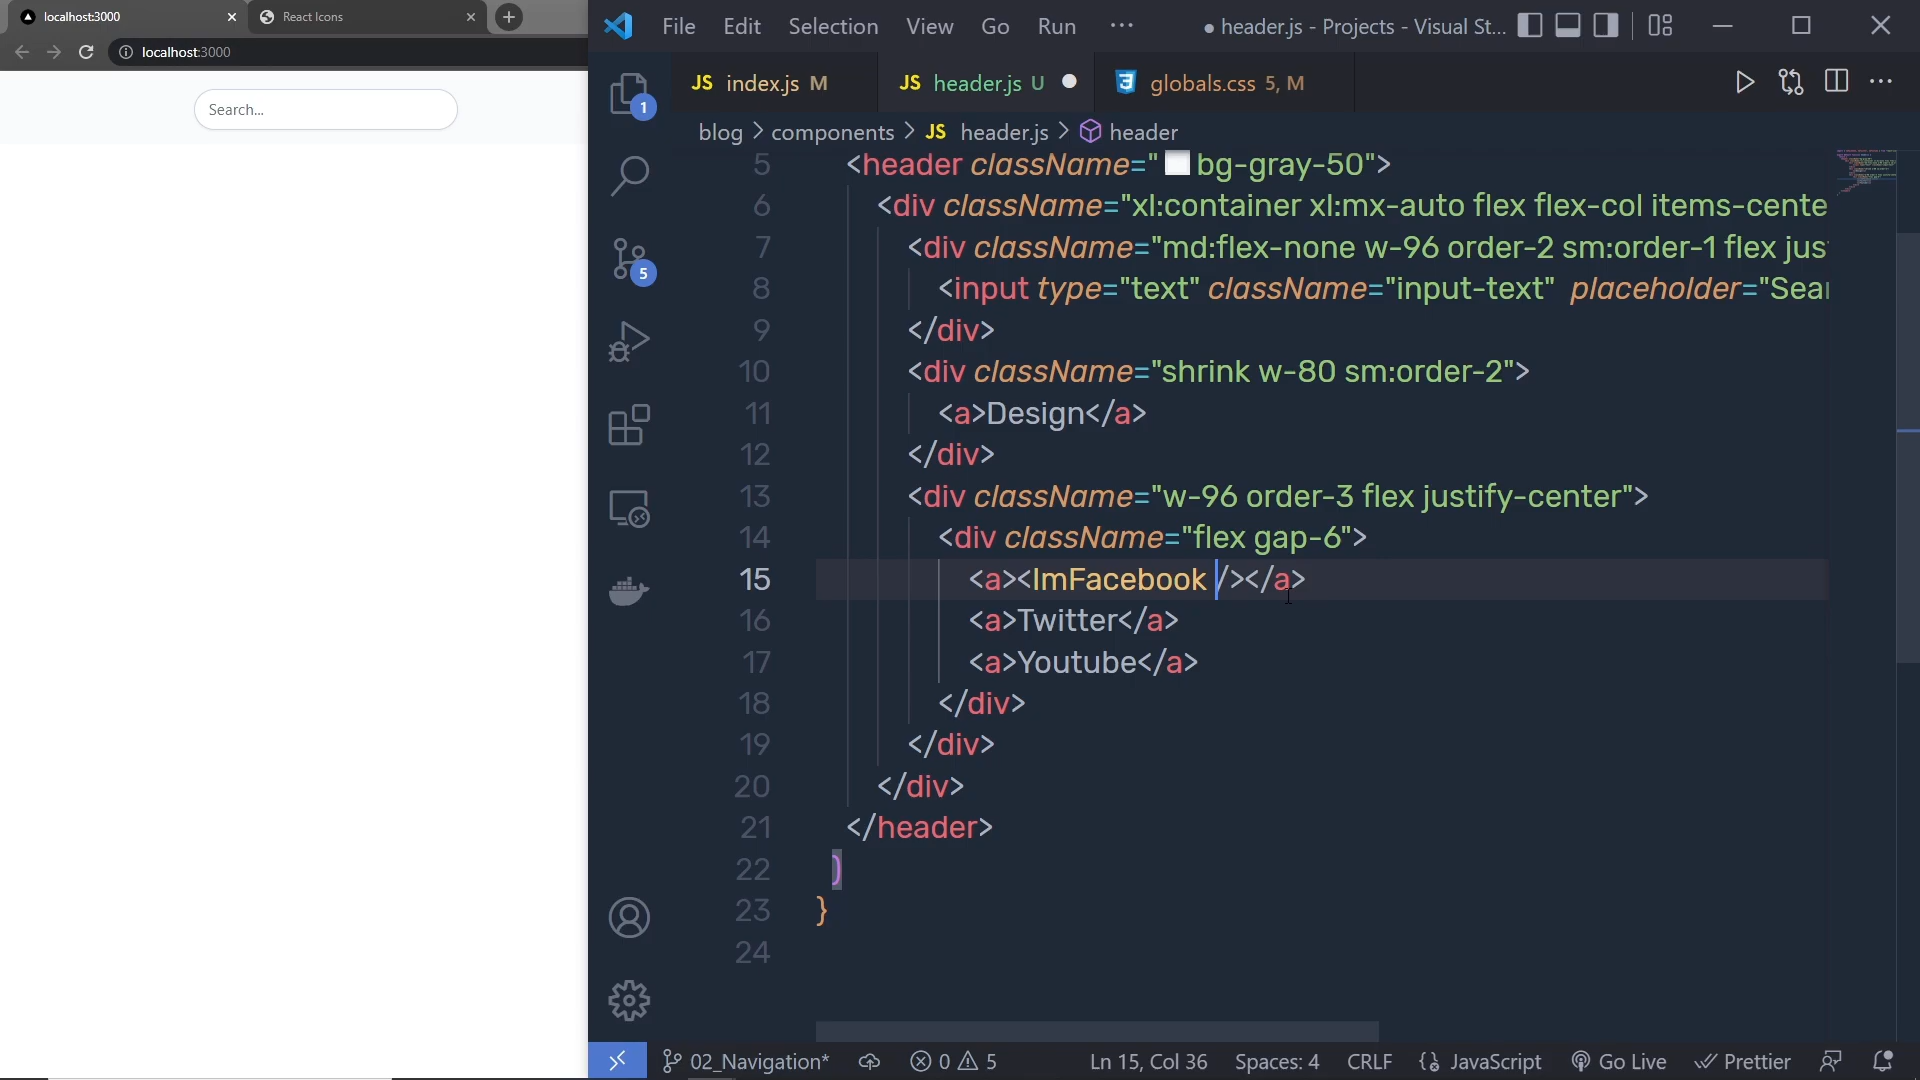 localhost:3000
React Icons
localhost:3000
Search...
File Edit Selection View Go Run ···
● header.js - Projects - Visual St...
JS index.js M
JS header.js U
globals.css 5, M
blog > components > JS header.js > header
5 <header className="bg-gray-50">
6 <div className="xl:container xl:mx-auto flex flex-col items-cente
7 <div className="md:flex-none w-96 order-2 sm:order-1 flex jus
8 <input type="text" className="input-text" placeholder="Sear
9 </div>
10 <div className="shrink w-80 sm:order-2">
11 <a>Design</a>
12 </div>
13 <div className="w-96 order-3 flex justify-center">
14 <div className="flex gap-6">
15 <a><ImFacebook /></a>
16 <a>Twitter</a>
17 <a>Youtube</a>
18 </div>
19 </div>
20 </div>
21 </header>
22 )
23 }
24
1
5
02_Navigation* 0 5 Ln 15, Col 36 Spaces: 4 CRLF {} JavaScript Go Live Prettier